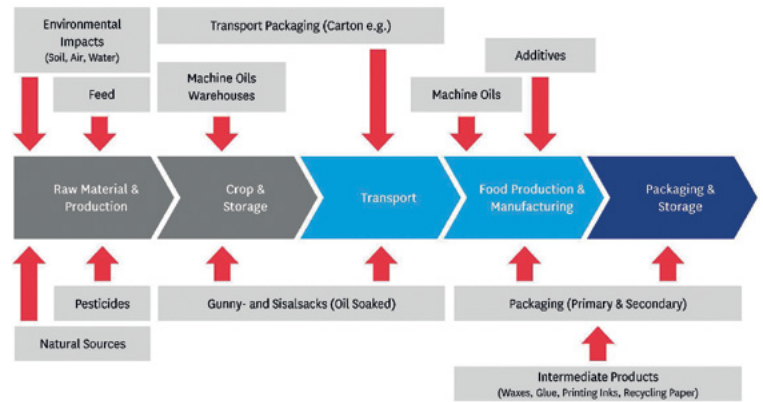 Environmental
Impacts
(Soil, Air, Water)
Transport Packaging (Carton e.g.)
Feed
Machine Oils
Warehouses
Machine Oils
Additives
Raw Material &
Production
Crop &
Storage
Transport
Food Production &
Manufacturing
Packaging &
Storage
Pesticides
Natural Sources
Gunny- and Sisalsacks (Oil Soaked)
Packaging (Primary & Secondary)
Intermediate Products
(Waxes, Glue, Printing Inks, Recycling Paper)